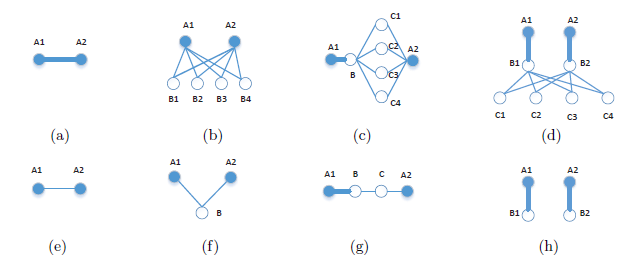 A1 A2
(a)
A1 A2
B1 B2 B3 B4
(b)
C1
A1 C2 A2
B C3
C4
(c)
A1 A2
B1 B2
C1 C2 C3 C4
(d)
A1 A2
(e)
A1 A2
B
(f)
A1 B C A2
(g)
A1 A2
B1 B2
(h)